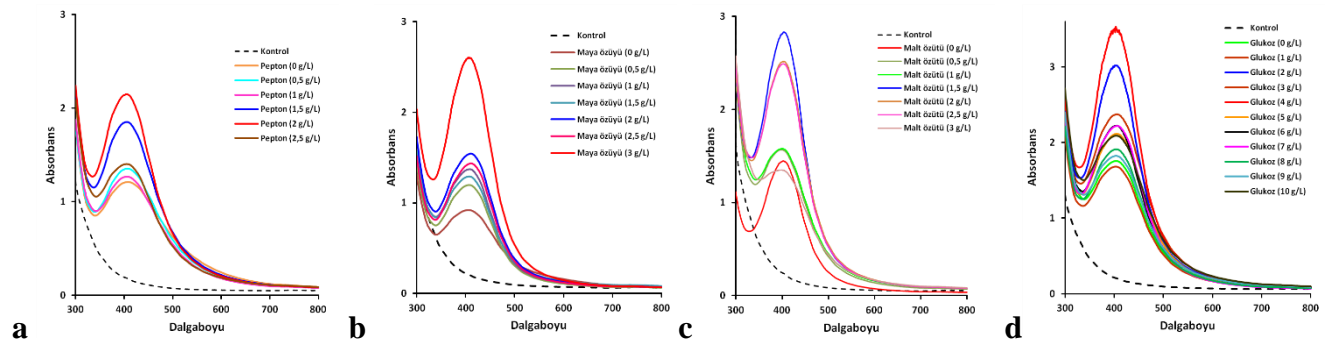 a
Absorbans
3
2
1
0
300 400 500 600 700 800
Dalgaboyu
Kontrol
Pepton (0 g/L)
Pepton (0,5 g/L)
Pepton (1 g/L)
Pepton (1,5 g/L)
Pepton (2 g/L)
Pepton (2,5 g/L)
b
Absorbans
3
2
1
0
300 400 500 600 700 800
Dalgaboyu
Kontrol
Maya özüyü (0 g/L)
Maya özüyü (0,5 g/L)
Maya özüyü (1 g/L)
Maya özüyü (1,5 g/L)
Maya özüyü (2 g/L)
Maya özüyü (2,5 g/L)
Maya özüyü (3 g/L)
c
Absorbans
3
2
1
0
300 400 500 600 700 800
Dalgaboyu
Kontrol
Malt özütü (0 g/L)
Malt özütü (0,5 g/L)
Malt özütü (1 g/L)
Malt özütü (1,5 g/L)
Malt özütü (2 g/L)
Malt özütü (2,5 g/L)
Malt özütü (3 g/L)
d
Absorbans
3
2
1
0
300 400 500 600 700 800
Dalgaboyu
Kontrol
Glukoz (0 g/L)
Glukoz (1 g/L)
Glukoz (2 g/L)
Glukoz (3 g/L)
Glukoz (4 g/L)
Glukoz (5 g/L)
Glukoz (6 g/L)
Glukoz (7 g/L)
Glukoz (8 g/L)
Glukoz (9 g/L)
Glukoz (10 g/L)